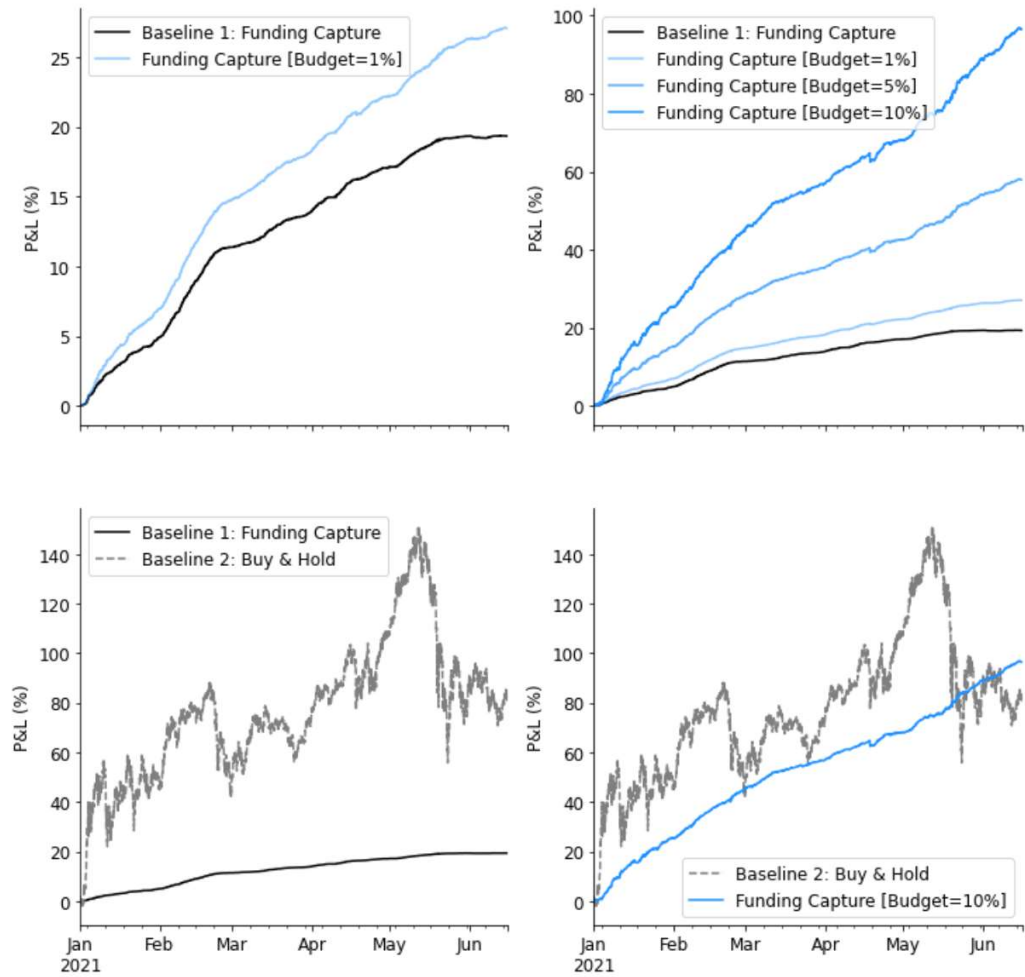 Baseline 1: Funding Capture
Funding Capture [Budget=1%]
P&L (%)
25
20
15
10
5
0
Baseline 1: Funding Capture
Funding Capture [Budget=1%]
Funding Capture [Budget=5%]
Funding Capture [Budget=10%]
P&L (%)
100
80
60
40
20
0
Baseline 1: Funding Capture
Baseline 2: Buy & Hold
P&L (%)
140
120
100
80
60
40
20
0
Jan Feb Mar Apr May Jun
2021
P&L (%)
140
120
100
80
60
40
20
0
Baseline 2: Buy & Hold
Funding Capture [Budget=10%]
Jan Feb Mar Apr May Jun
2021